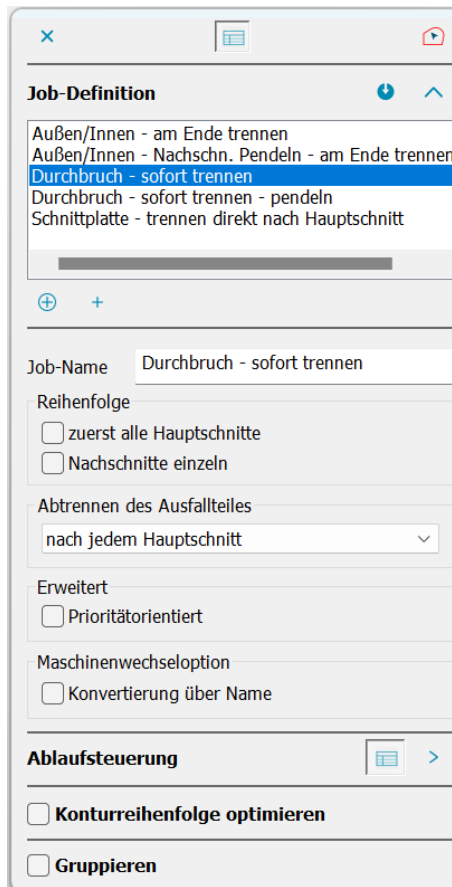 Job-Definition
Außen/Innen - am Ende trennen
Außen/Innen - Nachschn. Pendeln - am Ende trennen
Durchbruch - sofort trennen
Durchbruch - sofort trennen - pendeln
Schnittplatte - trennen direkt nach Hauptschnitt
Job-Name Durchbruch - sofort trennen
Reihenfolge
zuerst alle Hauptschnitte
Nachschnitte einzeln
Abtrennen des Ausfallteiles
nach jedem Hauptschnitt
Erweitert
Prioritätorientiert
Maschinenwechseloption
Konvertierung über Name
Ablaufsteuerung
Konturreihenfolge optimieren
Gruppieren